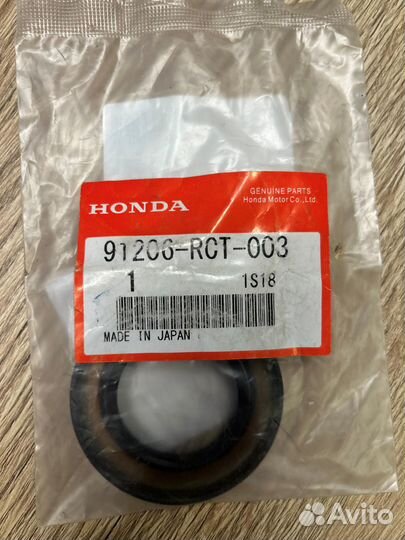 GENUINE PARTS
HONDA
Honda Motor Co., Ltd.
91206-RCT-003
1 1S18
MADE IN JAPAN
Avito